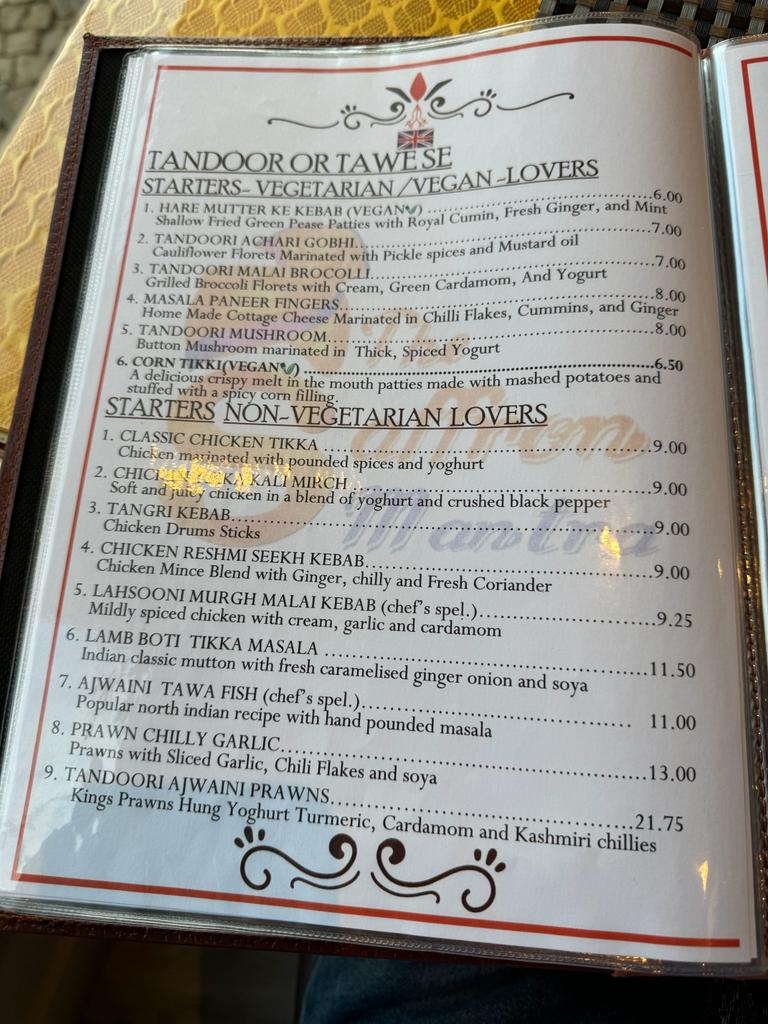 TANDOOR OR TAWE SE
STARTERS- VEGETARIAN /VEGAN -LOVERS
1. HARE MUTTER KE KEBAB (VEGAN) ........................6.00
Shallow Fried Green Pease Patties with Royal Cumin, Fresh Ginger, and Mint
2. TANDOORI ACHARI GOBHI........................7.00
Cauliflower Florets Marinated with Pickle spices and Mustard oil
3. TANDOORI MALAI BROCOLLI........................7.00
Grilled Broccoli Florets with Cream, Green Cardamom, And Yogurt
4. MASALA PANEER FINGERS........................8.00
Home Made Cottage Cheese Marinated in Chilli Flakes, Cummins, and Ginger
5. TANDOORI MUSHROOM........................8.00
Button Mushroom marinated in Thick, Spiced Yogurt
6. CORN TIKKI(VEGAN) ........................6.50
A delicious crispy melt in the mouth patties made with mashed potatoes and
stuffed with a spicy corn filling.
STARTERS NON-VEGETARIAN LOVERS
1. CLASSIC CHICKEN TIKKA ........................9.00
Chicken marinated with pounded spices and yoghurt
2. KALI MIRCH........................9.00
Soft and juicy chicken in a blend of yoghurt and crushed black pepper
3. TANGRI KEBAB........................9.00
Chicken Drums Sticks
4. CHICKEN RESHMI SEEKH KEBAB........................9.00
Chicken Mince Blend with Ginger, chilly and Fresh Coriander
5. LAHSOONI MURGH MALAI KEBAB (chef's spel.)........................9.25
Mildly spiced chicken with cream, garlic and cardamom
6. LAMB BOTI TIKKA MASALA ........................11.50
Indian classic mutton with fresh caramelised ginger onion and soya
7. AJWAINI TAWA FISH (chef's spel.)........................ 11.00
Popular north indian recipe with hand pounded masala
8. PRAWN CHILLY GARLIC........................13.00
Prawns with Sliced Garlic, Chili Flakes and soya
9. TANDOORI AJWAINI PRAWNS........................21.75
Kings Prawns Hung Yoghurt Turmeric, Cardamom and Kashmiri chillies
The
Saffron
Mantra